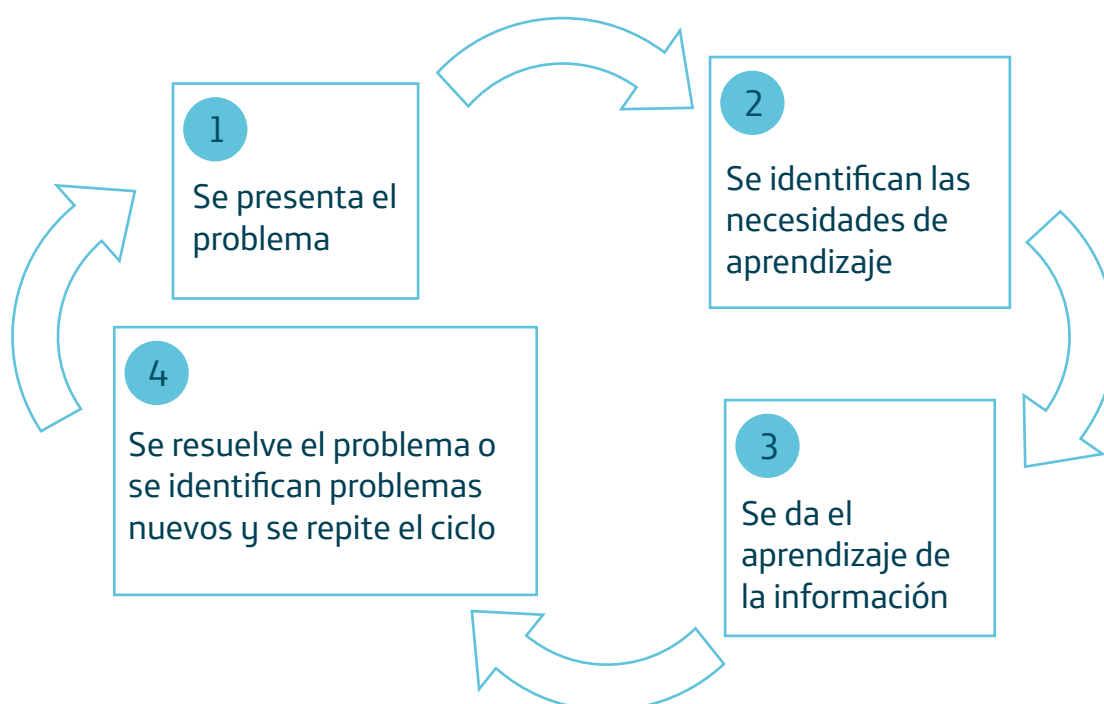 1
Se presenta el
problema
2
Se identifican las
necesidades de
aprendizaje
3
Se da el
aprendizaje de
la información
4
Se resuelve el problema o
se identifican problemas
nuevos y se repite el ciclo